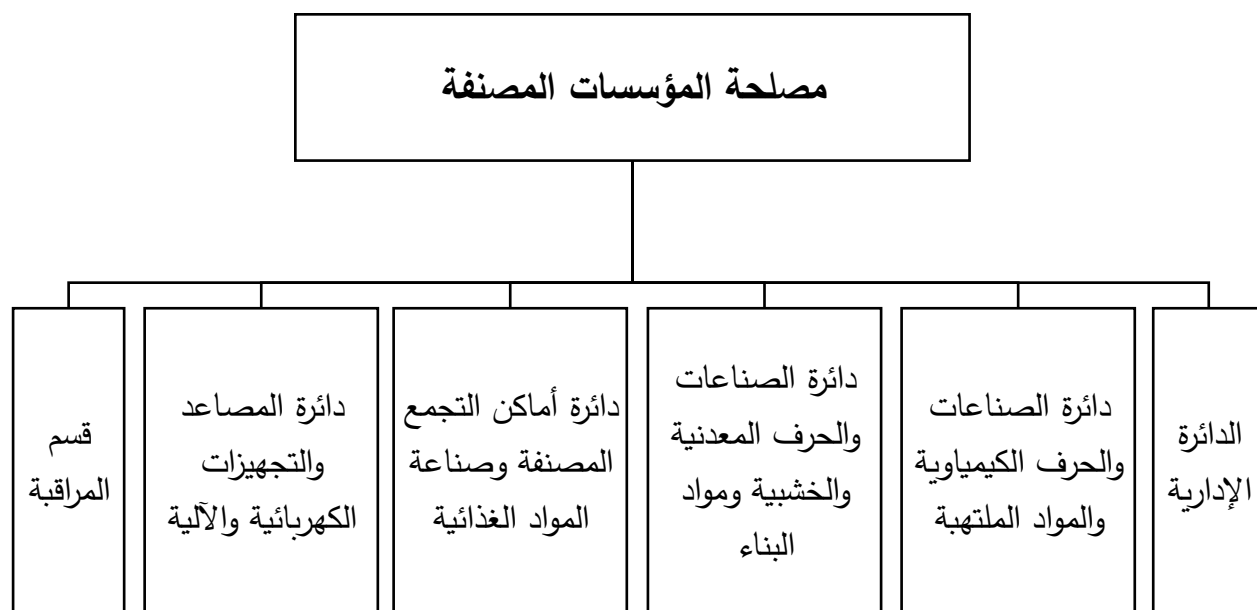 مصلحة المؤسسات المصنفة
الدائرة
الإدارية
دائرة الصناعات
والحرف الكيمياوية
والمواد الملتهبة
دائرة الصناعات
والحرف المعدنية
والخشبية ومواد
البناء
دائرة أماكن التجمع
المصنفة وصناعة
المواد الغذائية
دائرة المصاعد
والتجهيزات
الكهربائية والآلية
قسم
المراقبة